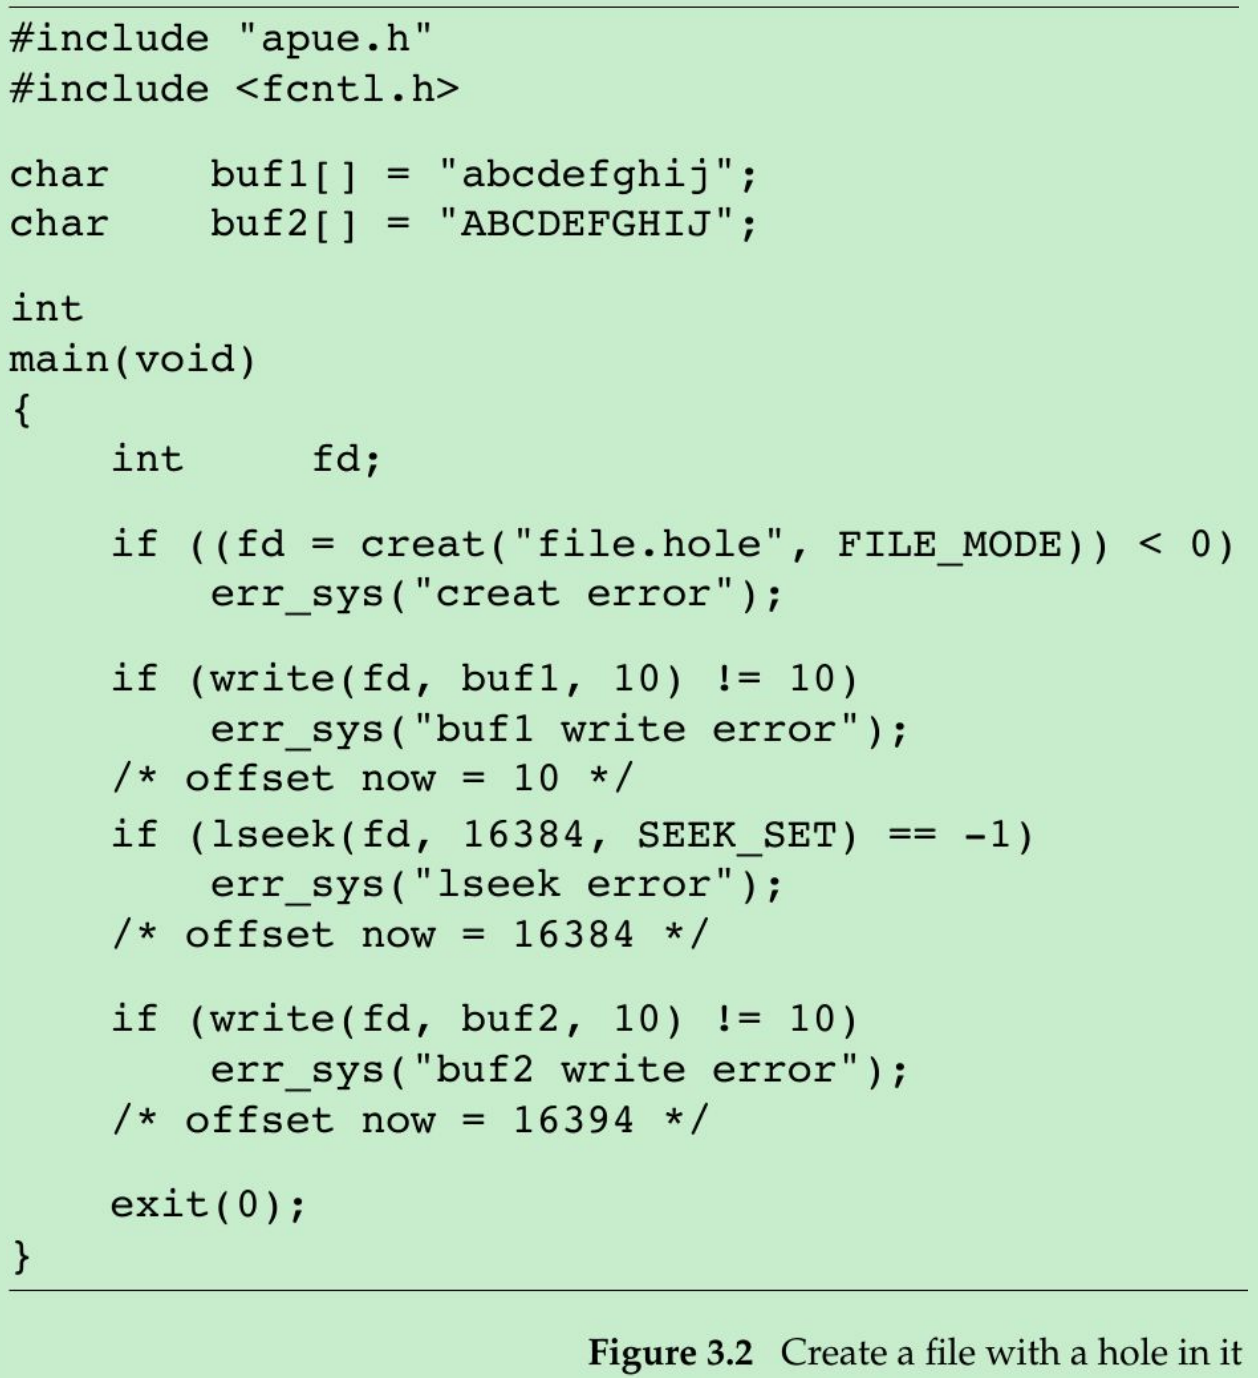 #include "apue.h"
#include <fcntl.h>
char    buf1[] = "abcdefghij";
char    buf2[] = "ABCDEFGHIJ";
int
main(void)
{
    int     fd;
    if ((fd = creat("file.hole", FILE_MODE)) < 0)
        err_sys("creat error");
    if (write(fd, buf1, 10) != 10)
        err_sys("buf1 write error");
    /* offset now = 10 */
    if (lseek(fd, 16384, SEEK_SET) == -1)
        err_sys("lseek error");
    /* offset now = 16384 */
    if (write(fd, buf2, 10) != 10)
        err_sys("buf2 write error");
    /* offset now = 16394 */
    exit(0);
}
Figure 3.2 Create a file with a hole in it